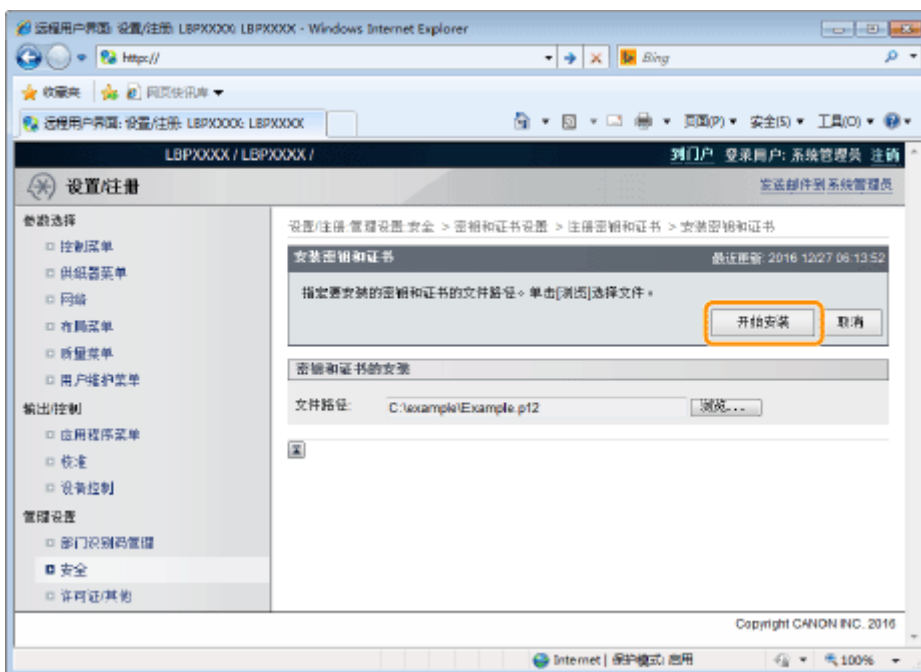 远程用户界面: 设置/注册: LBPXXXX: LBPXXXX - Windows Internet Explorer
http://
Bing
收藏夹
网页快讯库
远程用户界面: 设置/注册: LBPXXXX: LBPXXXX
页面(P) 安全(S) 工具(O)
LBPXXXX / LBPXXXX /
到门户 登录用户: 系统管理员 注销
设置/注册
发送邮件到系统管理员
参数选择
控制菜单
供纸器菜单
网络
布局菜单
质量菜单
用户维护菜单
输出/控制
应用程序菜单
校准
设备控制
管理设置
部门识别码管理
安全
许可证/其他
设置/注册:管理设置:安全 > 密钥和证书设置 > 注册密钥和证书 > 安装密钥和证书
安装密钥和证书
最近更新: 2016 12/27 06:13:52
指定要安装的密钥和证书的文件路径。单击[浏览]选择文件。
开始安装
取消
密钥和证书的安装
文件路径:
C:\example\Example.p12
浏览...
Copyright CANON INC. 2016
Internet | 保护模式: 启用
100%